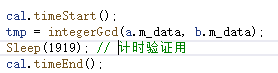 cal.timeStart();
tmp = integerGcd(a.m_data, b.m_data);
Sleep(1919); // 计时验证用
cal.timeEnd();